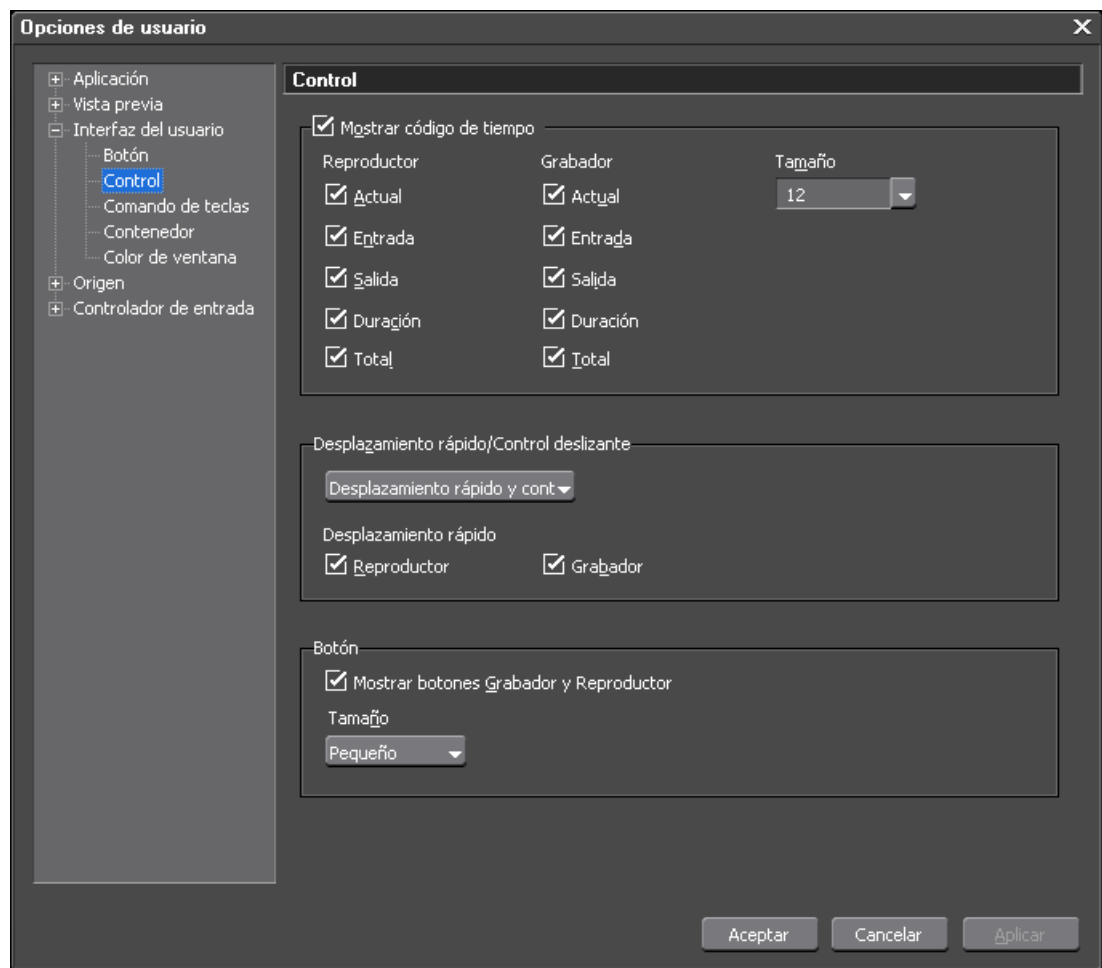 Opciones de usuario
Aplicación
Vista previa
Interfaz del usuario
Botón
Control
Comando de teclas
Contenedor
Color de ventana
Origen
Controlador de entrada
Control
Mostrar código de tiempo
Reproductor Grabador Tamaño
Actual Actual 12
Entrada Entrada
Salida Salida
Duración Duración
Total Total
Desplazamiento rápido/Control deslizante
Desplazamiento rápido y cont
Desplazamiento rápido
Reproductor Grabador
Botón
Mostrar botones Grabador y Reproductor
Tamaño
Pequeño
Aceptar Cancelar Aplicar